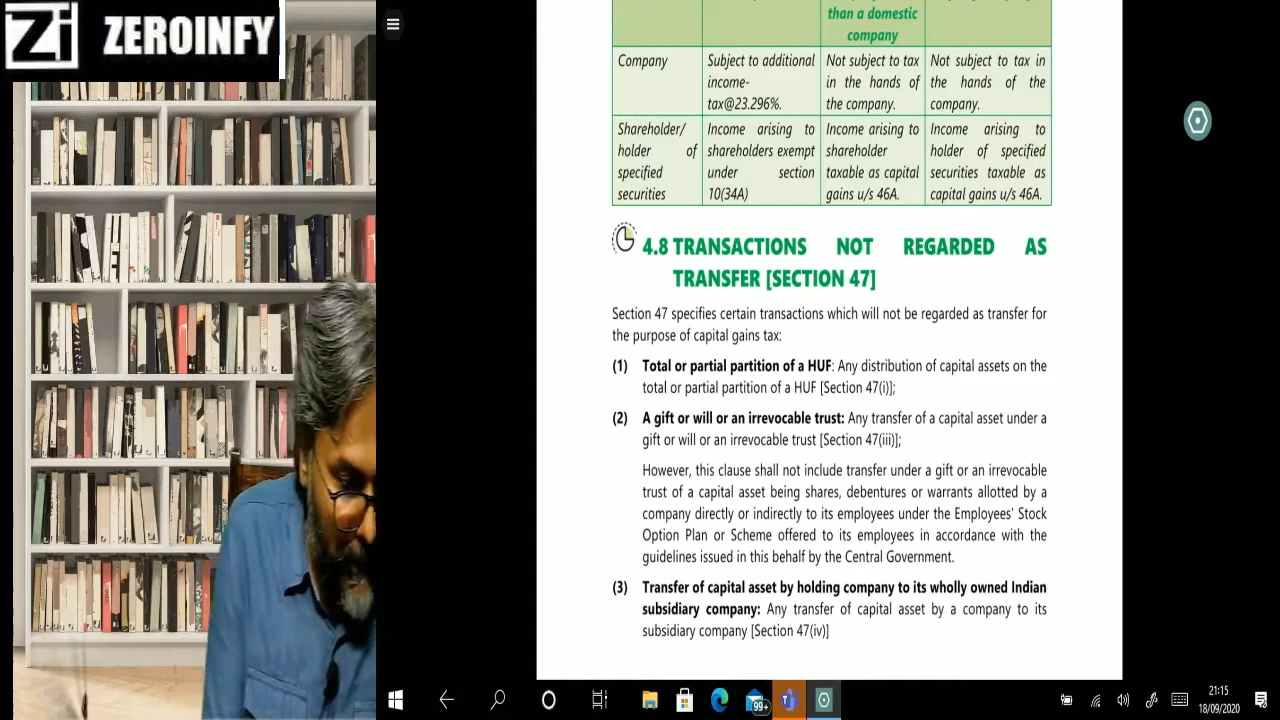 Zi ZEROINFY
than a domestic
company
Company
Subject to additional
income-
tax@23.296%.
Not subject to tax
in the hands of
the company.
Not subject to tax in
the hands of the
company.
Shareholder/
holder of
specified
securities
Income arising to
shareholders exempt
under section
10(34A)
Income arising to
shareholder
taxable as capital
gains u/s 46A.
Income arising to
holder of specified
securities taxable as
capital gains u/s 46A.
4.8 TRANSACTIONS NOT REGARDED AS
TRANSFER [SECTION 47]
Section 47 specifies certain transactions which will not be regarded as transfer for
the purpose of capital gains tax:
(1) Total or partial partition of a HUF: Any distribution of capital assets on the
total or partial partition of a HUF [Section 47(i)];
(2) A gift or will or an irrevocable trust: Any transfer of a capital asset under a
gift or will or an irrevocable trust [Section 47(iii)];
However, this clause shall not include transfer under a gift or an irrevocable
trust of a capital asset being shares, debentures or warrants allotted by a
company directly or indirectly to its employees under the Employees' Stock
Option Plan or Scheme offered to its employees in accordance with the
guidelines issued in this behalf by the Central Government.
(3) Transfer of capital asset by holding company to its wholly owned Indian
subsidiary company: Any transfer of capital asset by a company to its
subsidiary company [Section 47(iv)]
99+
21:15
18/09/2020